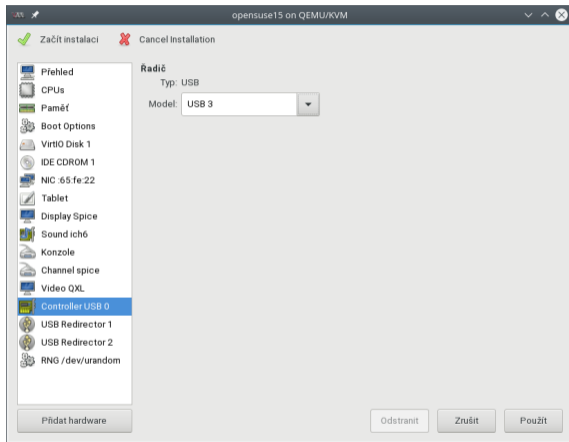 opensuse15 on QEMU/KVM
Začít instalaci
Cancel Installation
Přehled
CPUs
Paměť
Boot Options
VirtIO Disk 1
IDE CDROM 1
NIC :65:fe:22
Tablet
Display Spice
Sound ich6
Konzole
Channel spice
Video QXL
Controller USB 0
USB Redirector 1
USB Redirector 2
RNG /dev/urandom
Přidat hardware
Řadič
Typ: USB
Model: USB 3
Odstranit
Zrušit
Použít